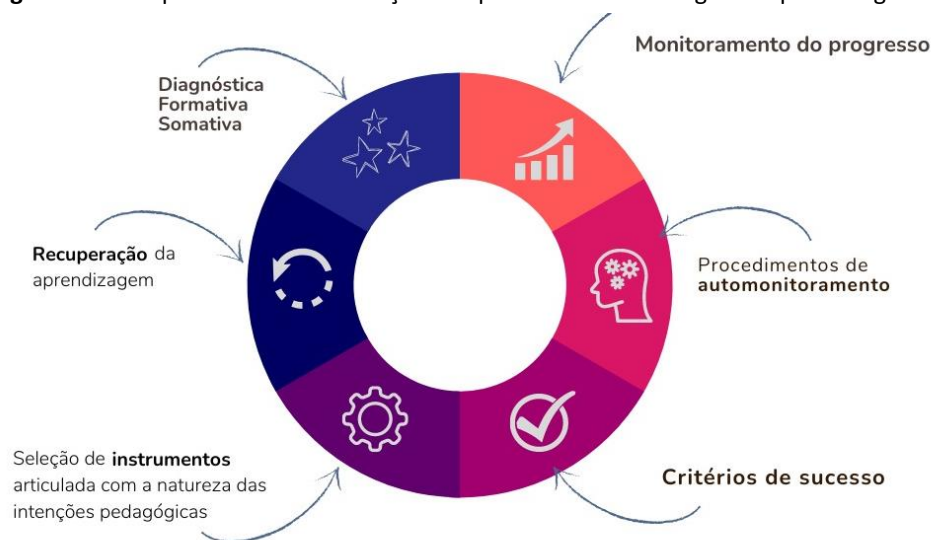 Monitoramento do progresso
Diagnóstica
Formativa
Somativa
Recuperação da
aprendizagem
Procedimentos de
automonitoramento
Seleção de instrumentos
articulada com a natureza das
intenções pedagógicas
Critérios de sucesso